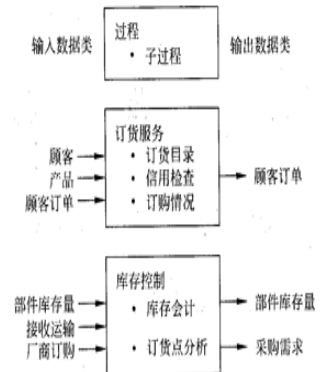 过程
输入数据类
• 子过程
输出数据类
订货服务
顾客
• 订货目录
产品
• 信用检查
顾客订单
顾客订单
• 订购情况
库存控制
部件库存量
• 库存会计
部件库存量
接收运输
厂商订购
• 订货点分析
采购需求